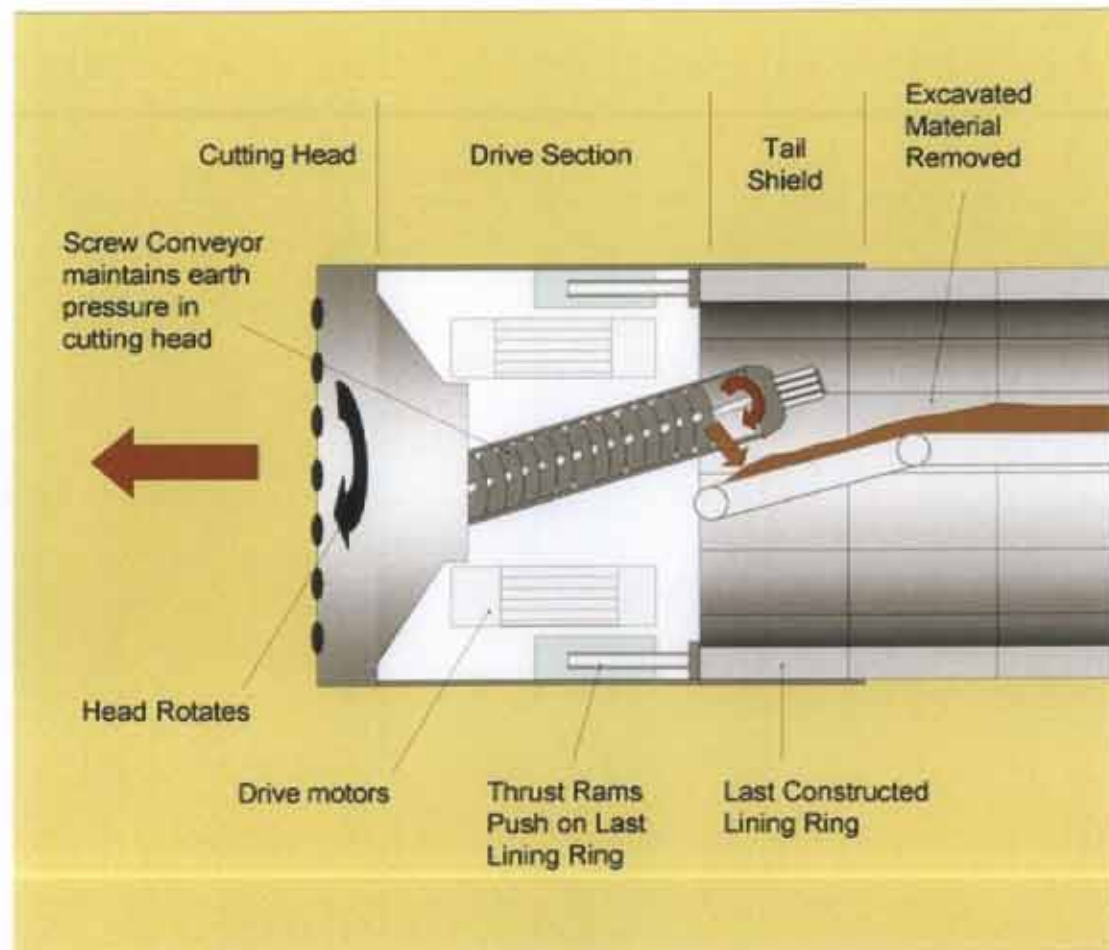 Cutting Head
Drive Section
Tail
Shield
Excavated
Material
Removed
Screw Conveyor
maintains earth
pressure in
cutting head
Head Rotates
Drive motors
Thrust Rams
Push on Last
Lining Ring
Last Constructed
Lining Ring